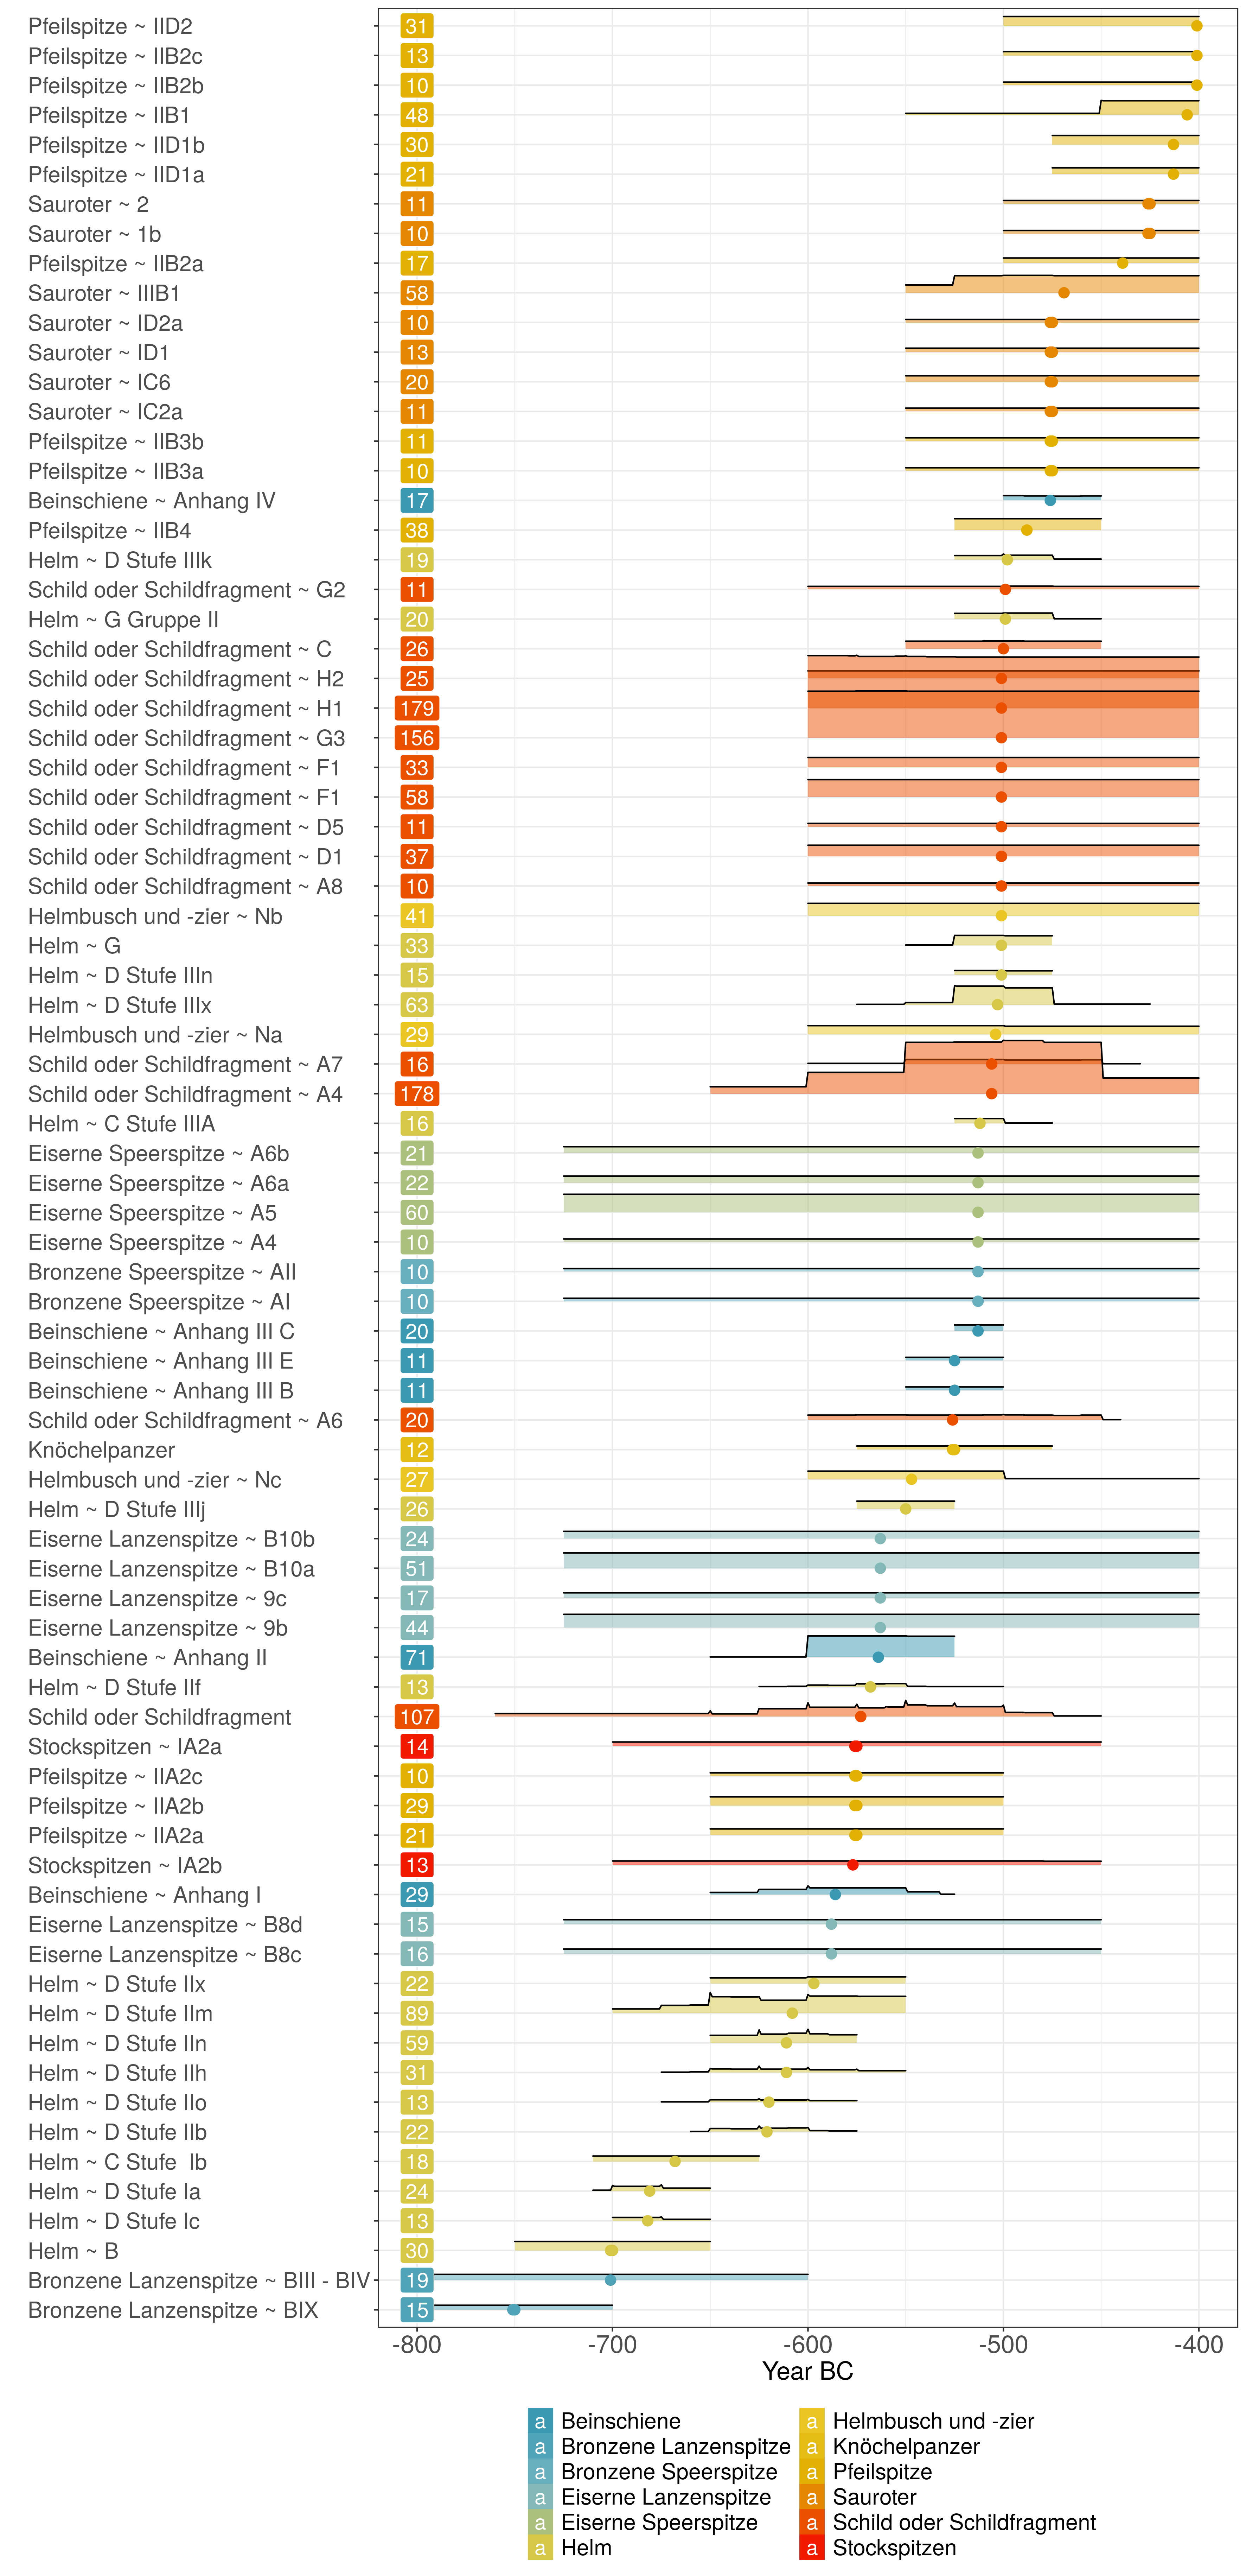 Pfeilspitze ~ IID2 31
Pfeilspitze ~ IIB2c 13
Pfeilspitze ~ IIB2b 10
Pfeilspitze ~ IIB1 48
Pfeilspitze ~ IID1b 30
Pfeilspitze ~ IID1a 21
Sauroter ~ 2 11
Sauroter ~ 1b 10
Pfeilspitze ~ IIB2a 17
Sauroter ~ IIIB1 58
Sauroter ~ ID2a 10
Sauroter ~ ID1 13
Sauroter ~ IC6 20
Sauroter ~ IC2a 11
Pfeilspitze ~ IIB3b 11
Pfeilspitze ~ IIB3a 10
Beinschiene ~ Anhang IV 17
Pfeilspitze ~ IIB4 38
Helm ~ D Stufe IIIk 19
Schild oder Schildfragment ~ G2 11
Helm ~ G Gruppe II 20
Schild oder Schildfragment ~ C 26
Schild oder Schildfragment ~ H2 25
Schild oder Schildfragment ~ H1 179
Schild oder Schildfragment ~ G3 156
Schild oder Schildfragment ~ F1 33
Schild oder Schildfragment ~ F1 58
Schild oder Schildfragment ~ D5 11
Schild oder Schildfragment ~ D1 37
Schild oder Schildfragment ~ A8 10
Helmbusch und -zier ~ Nb 41
Helm ~ G 33
Helm ~ D Stufe IIIn 15
Helm ~ D Stufe IIIx 63
Helmbusch und -zier ~ Na 29
Schild oder Schildfragment ~ A7 16
Schild oder Schildfragment ~ A4 178
Helm ~ C Stufe IIIA 16
Eiserne Speerspitze ~ A6b 21
Eiserne Speerspitze ~ A6a 22
Eiserne Speerspitze ~ A5 60
Eiserne Speerspitze ~ A4 10
Bronzene Speerspitze ~ AII 10
Bronzene Speerspitze ~ AI 10
Beinschiene ~ Anhang III C 20
Beinschiene ~ Anhang III E 11
Beinschiene ~ Anhang III B 11
Schild oder Schildfragment ~ A6 20
Knöchelpanzer 12
Helmbusch und -zier ~ Nc 27
Helm ~ D Stufe IIIj 26
Eiserne Lanzenspitze ~ B10b 24
Eiserne Lanzenspitze ~ B10a 51
Eiserne Lanzenspitze ~ 9c 17
Eiserne Lanzenspitze ~ 9b 44
Beinschiene ~ Anhang II 71
Helm ~ D Stufe IIf 13
Schild oder Schildfragment 107
Stockspitzen ~ IA2a 14
Pfeilspitze ~ IIA2c 10
Pfeilspitze ~ IIA2b 29
Pfeilspitze ~ IIA2a 21
Stockspitzen ~ IA2b 13
Beinschiene ~ Anhang I 29
Eiserne Lanzenspitze ~ B8d 15
Eiserne Lanzenspitze ~ B8c 16
Helm ~ D Stufe IIx 22
Helm ~ D Stufe IIm 89
Helm ~ D Stufe IIn 59
Helm ~ D Stufe IIh 31
Helm ~ D Stufe IIo 13
Helm ~ D Stufe IIb 22
Helm ~ C Stufe  Ib 18
Helm ~ D Stufe Ia 24
Helm ~ D Stufe Ic 13
Helm ~ B 30
Bronzene Lanzenspitze ~ BIII - BIV 19
Bronzene Lanzenspitze ~ BIX 15
-800 -700 -600 -500 -400
Year BC
a Beinschiene
a Bronzene Lanzenspitze
a Bronzene Speerspitze
a Eiserne Lanzenspitze
a Eiserne Speerspitze
a Helm
a Helmbusch und -zier
a Knöchelpanzer
a Pfeilspitze
a Sauroter
a Schild oder Schildfragment
a Stockspitzen